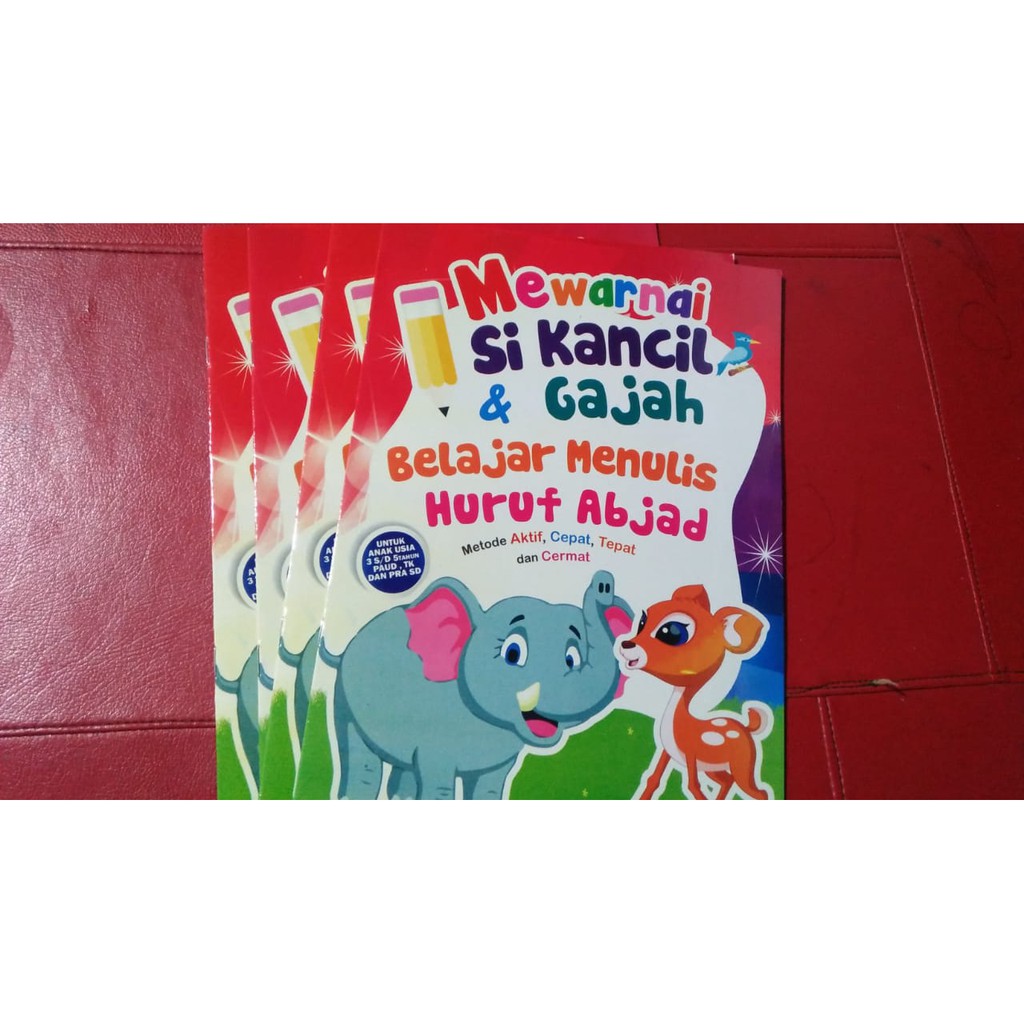 Mewarnai
Si Kancil
& Gajah
Belajar Menulis
Huruf Abjad
Metode Aktif, Cepat, Tepat
dan Cermat
UNTUK
ANAK USIA
3 S/D 5TAHUN
PAUD, TK
DAN PRA SD